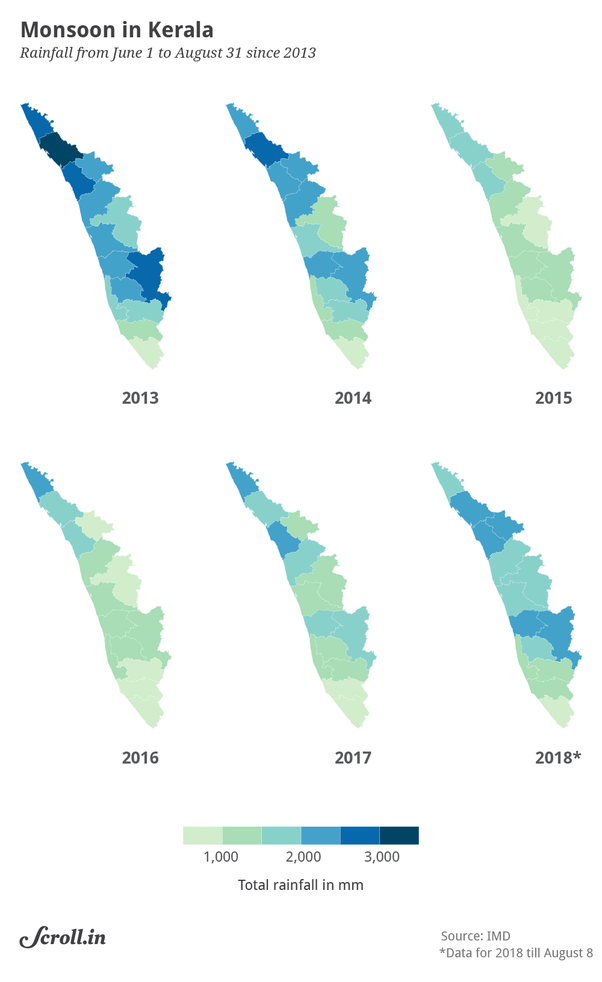 Monsoon in Kerala
Rainfall from June 1 to August 31 since 2013
2013
2014
2015
2016
2017
2018*
1,000
2,000
3,000
Total rainfall in mm
Scroll.in
Source: IMD
*Data for 2018 till August 8